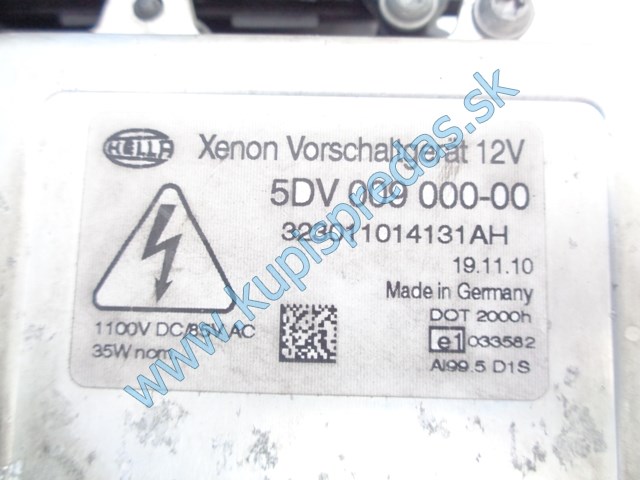 HELLA
Xenon Vorschaltgerät 12V
5DV 009 000-00
323011014131AH
19.11.10
Made in Germany
1100V DC/85V AC
35W nom.
DOT 2000h
e1 033582
AI99.5 D1S
www.kupispredas.sk